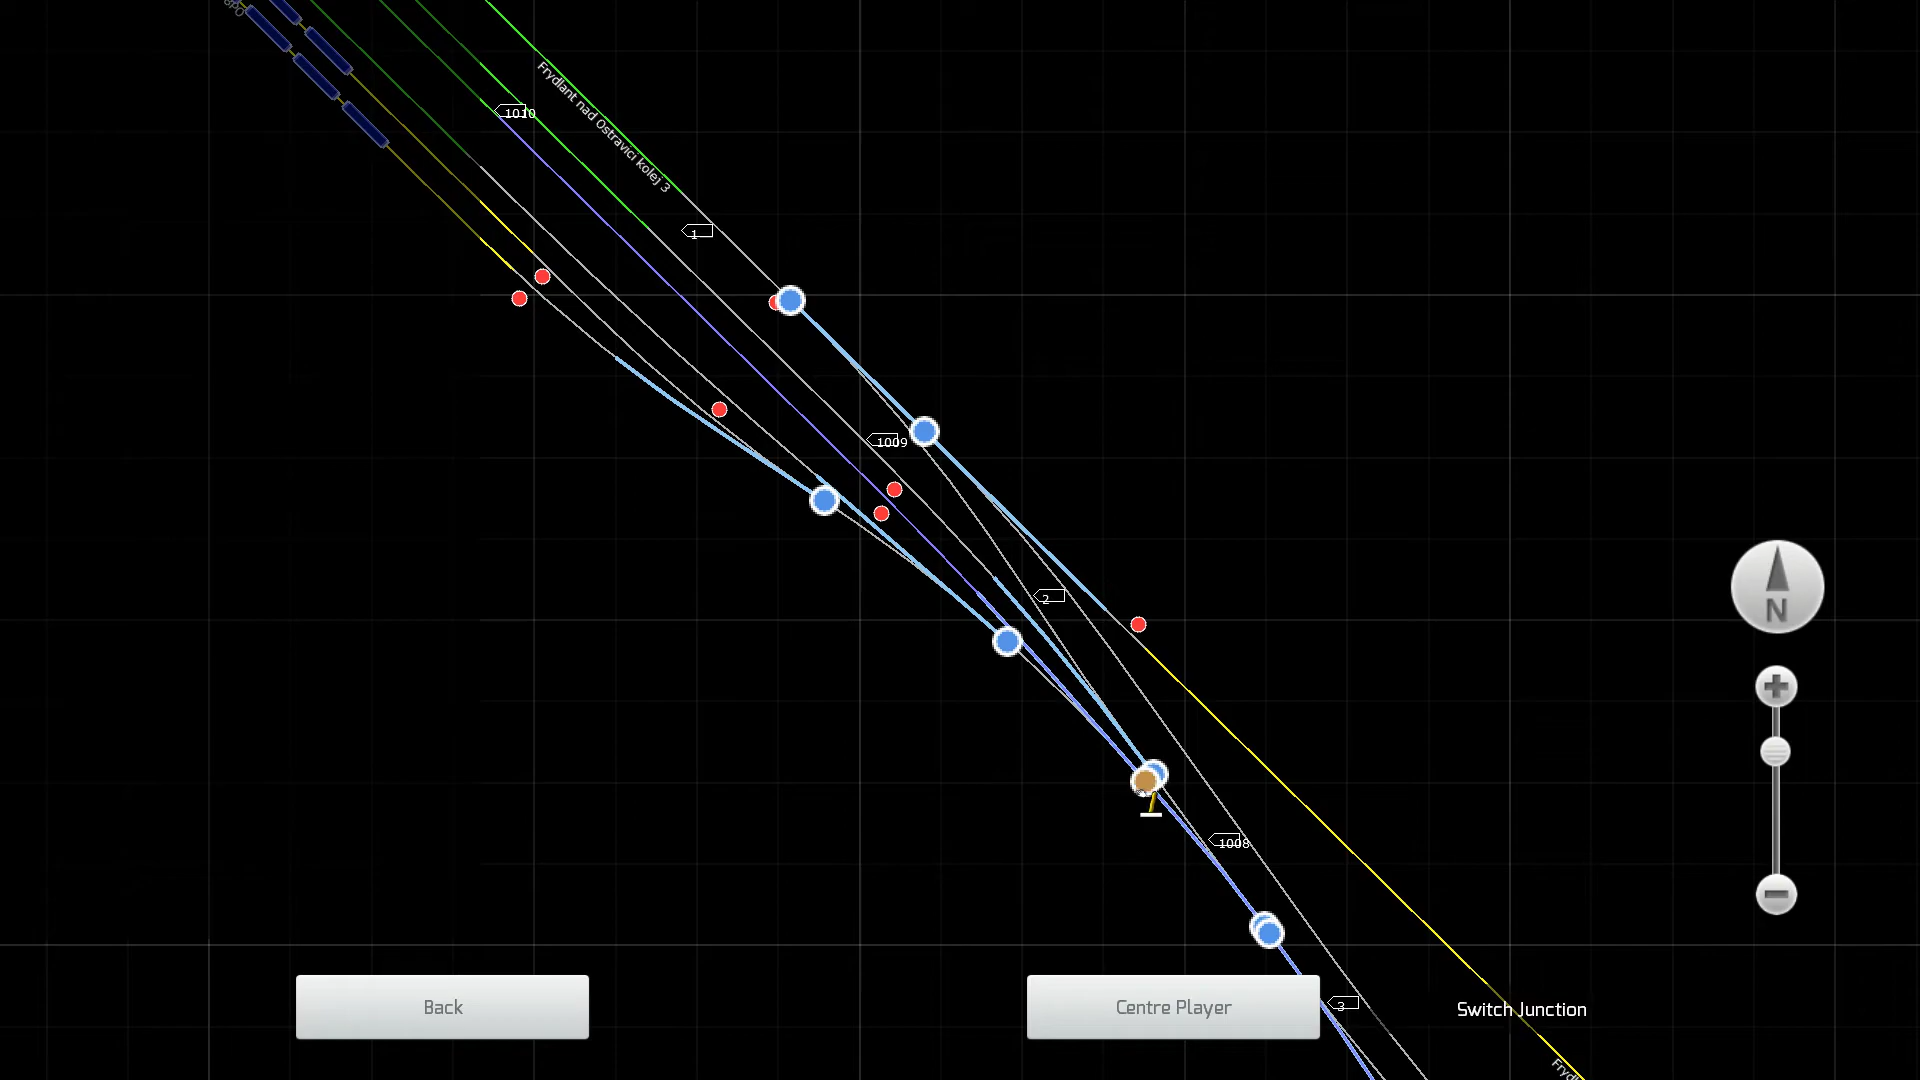 1010
Frydlant nad Ostravici kolej 3
1
1009
2
1008
3
N
Back
Centre Player
Switch Junction